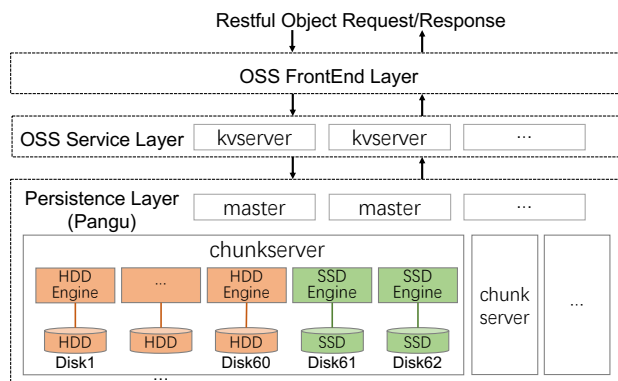 Restful Object Request/Response
OSS FrontEnd Layer
OSS Service Layer kvserver kvserver ...
Persistence Layer master master ...
(Pangu)
chunkserver
HDD Engine ... HDD Engine SSD Engine SSD Engine chunk server ...
HDD HDD HDD SSD SSD
Disk1 Disk60 Disk61 Disk62
...